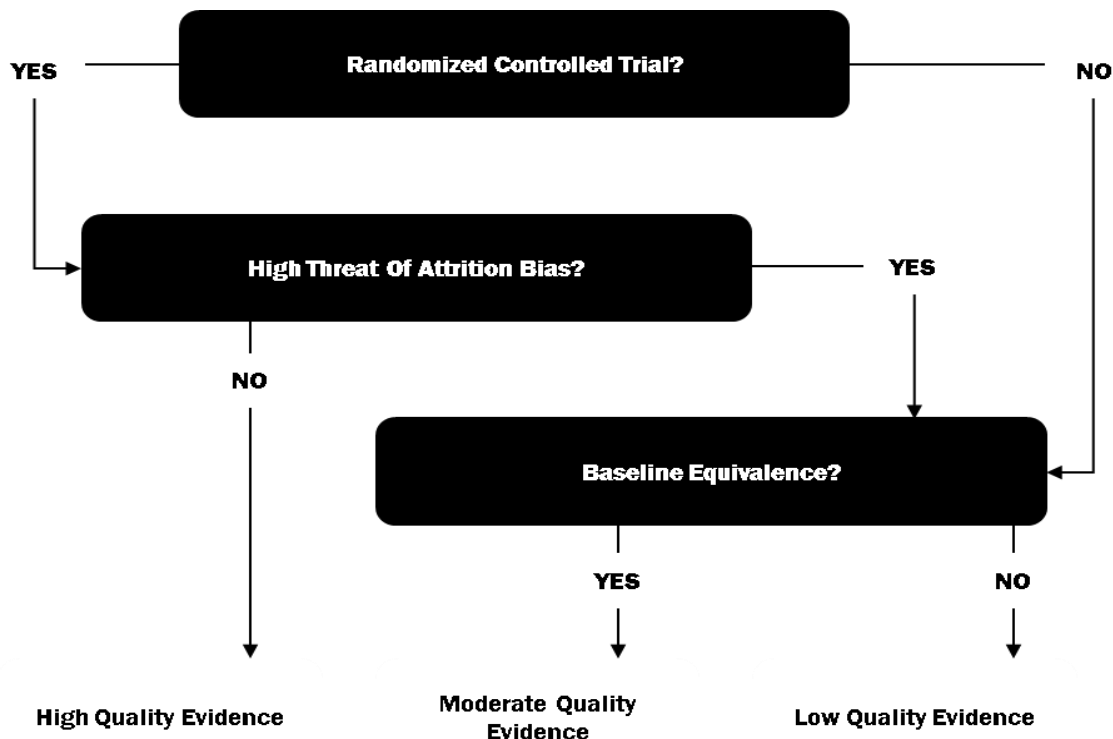 Randomized Controlled Trial?
YES
NO
High Threat Of Attrition Bias?
YES
NO
Baseline Equivalence?
YES
NO
High Quality Evidence
Moderate Quality
Evidence
Low Quality Evidence